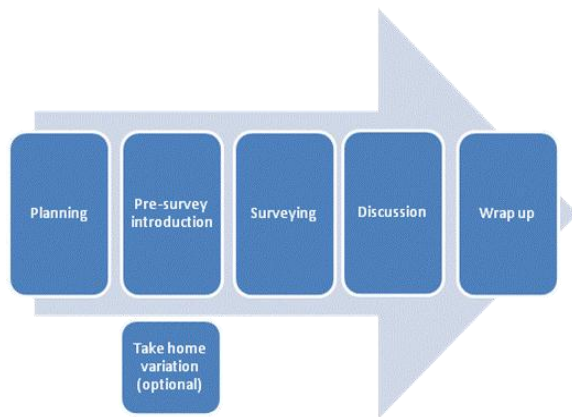 Planning
Pre-survey
introduction
Surveying
Discussion
Wrap up
Take home
variation
(optional)